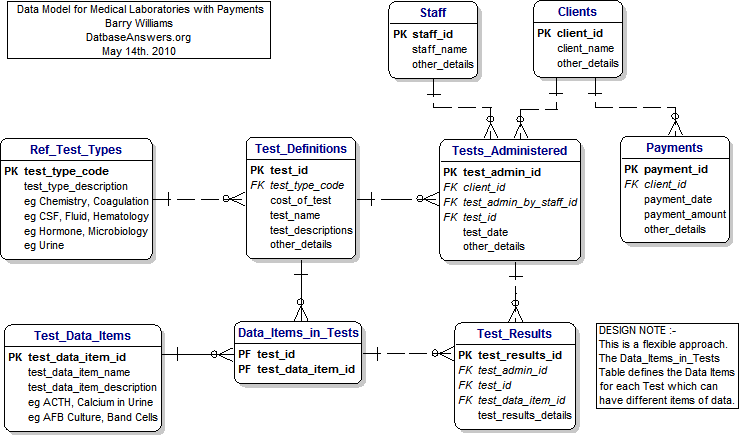 Data Model for Medical Laboratories with Payments
Barry Williams
DatbaseAnswers.org
May 14th. 2010
Staff
PK staff_id
staff_name
other_details
Clients
PK client_id
client_name
other_details
Ref_Test_Types
PK test_type_code
test_type_description
eg Chemistry, Coagulation
eg CSF, Fluid, Hematology
eg Hormone, Microbiology
eg Urine
Test_Definitions
PK test_id
FK test_type_code
cost_of_test
test_name
test_descriptions
other_details
Tests_Administered
PK test_admin_id
FK client_id
FK test_admin_by_staff_id
FK test_id
test_date
other_details
Payments
PK payment_id
FK client_id
payment_date
payment_amount
other_details
Test_Data_Items
PK test_data_item_id
test_data_item_name
test_data_item_description
eg ACTH, Calcium in Urine
eg AFB Culture, Band Cells
Data_Items_in_Tests
PF test_id
PF test_data_item_id
Test_Results
PK test_results_id
FK test_admin_id
FK test_id
FK test_data_item_id
test_results_details
DESIGN NOTE :-
This is a flexible approach.
The Data_Items_in_Tests
Table defines the Data Items
for each Test which can
have different items of data.